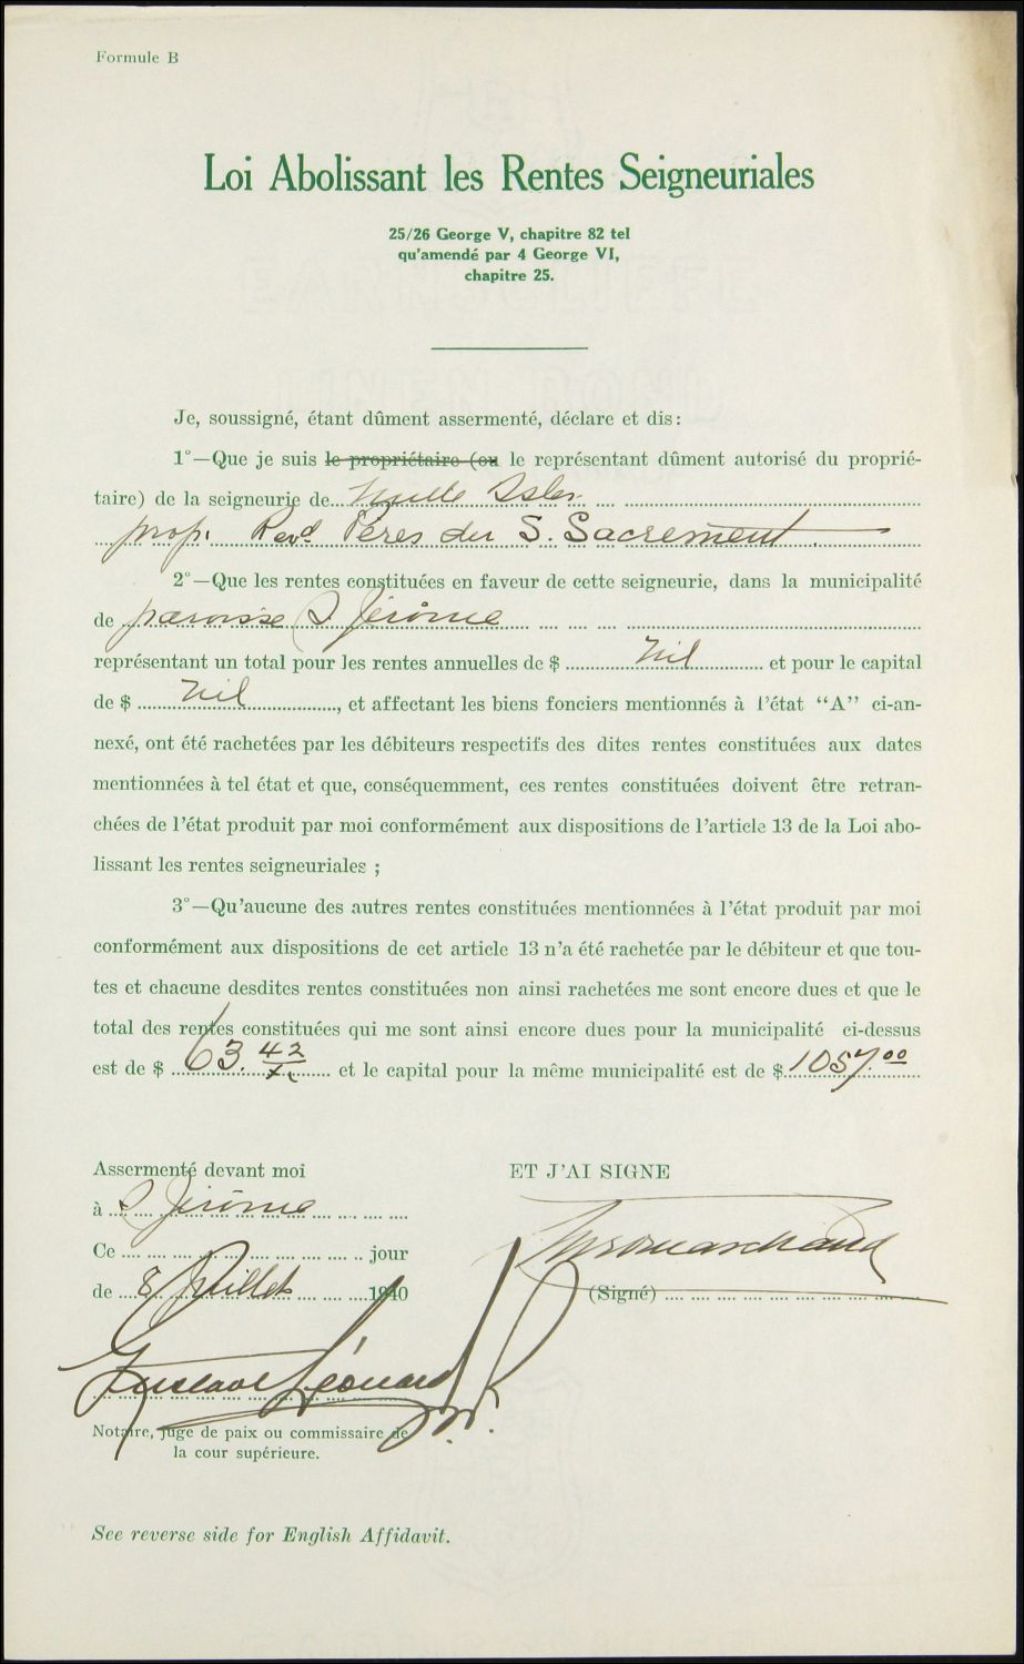 Formule B
Loi Abolissant les Rentes Seigneuriales
25/26 George V, chapitre 82 tel
qu'amendé par 4 George VI,
chapitre 25.
Je, soussigné, étant dûment assermenté, déclare et dis:
1°—Que je suis le propriétaire (ou le représentant dûment autorisé du proprié-
taire) de la seigneurie de Mille Isles
prop. Revd Pères du S. Sacrement
2°—Que les rentes constituées en faveur de cette seigneurie, dans la municipalité
de paroisse S Jérôme
représentant un total pour les rentes annuelles de $ Nil et pour le capital
de $ Nil, et affectant les biens fonciers mentionnés à l'état "A" ci-an-
nexé, ont été rachetées par les débiteurs respectifs des dites rentes constituées aux dates
mentionnées à tel état et que, conséquemment, ces rentes constituées doivent être retran-
chées de l'état produit par moi conformément aux dispositions de l'article 13 de la Loi abo-
lissant les rentes seigneuriales ;
3°—Qu'aucune des autres rentes constituées mentionnées à l'état produit par moi
conformément aux dispositions de cet article 13 n'a été rachetée par le débiteur et que tou-
tes et chacune desdites rentes constituées non ainsi rachetées me sont encore dues et que le
total des rentes constituées qui me sont ainsi encore dues pour la municipalité ci-dessus
est de $ 63.42 et le capital pour la même municipalité est de $ 1057.00
Assermenté devant moi
ET J'AI SIGNE
à S Jérôme
Ce jour
de 8 Juillet 1940
(Signé)
Gustave Léonard
Notaire, juge de paix ou commissaire de
la cour supérieure.
See reverse side for English Affidavit.